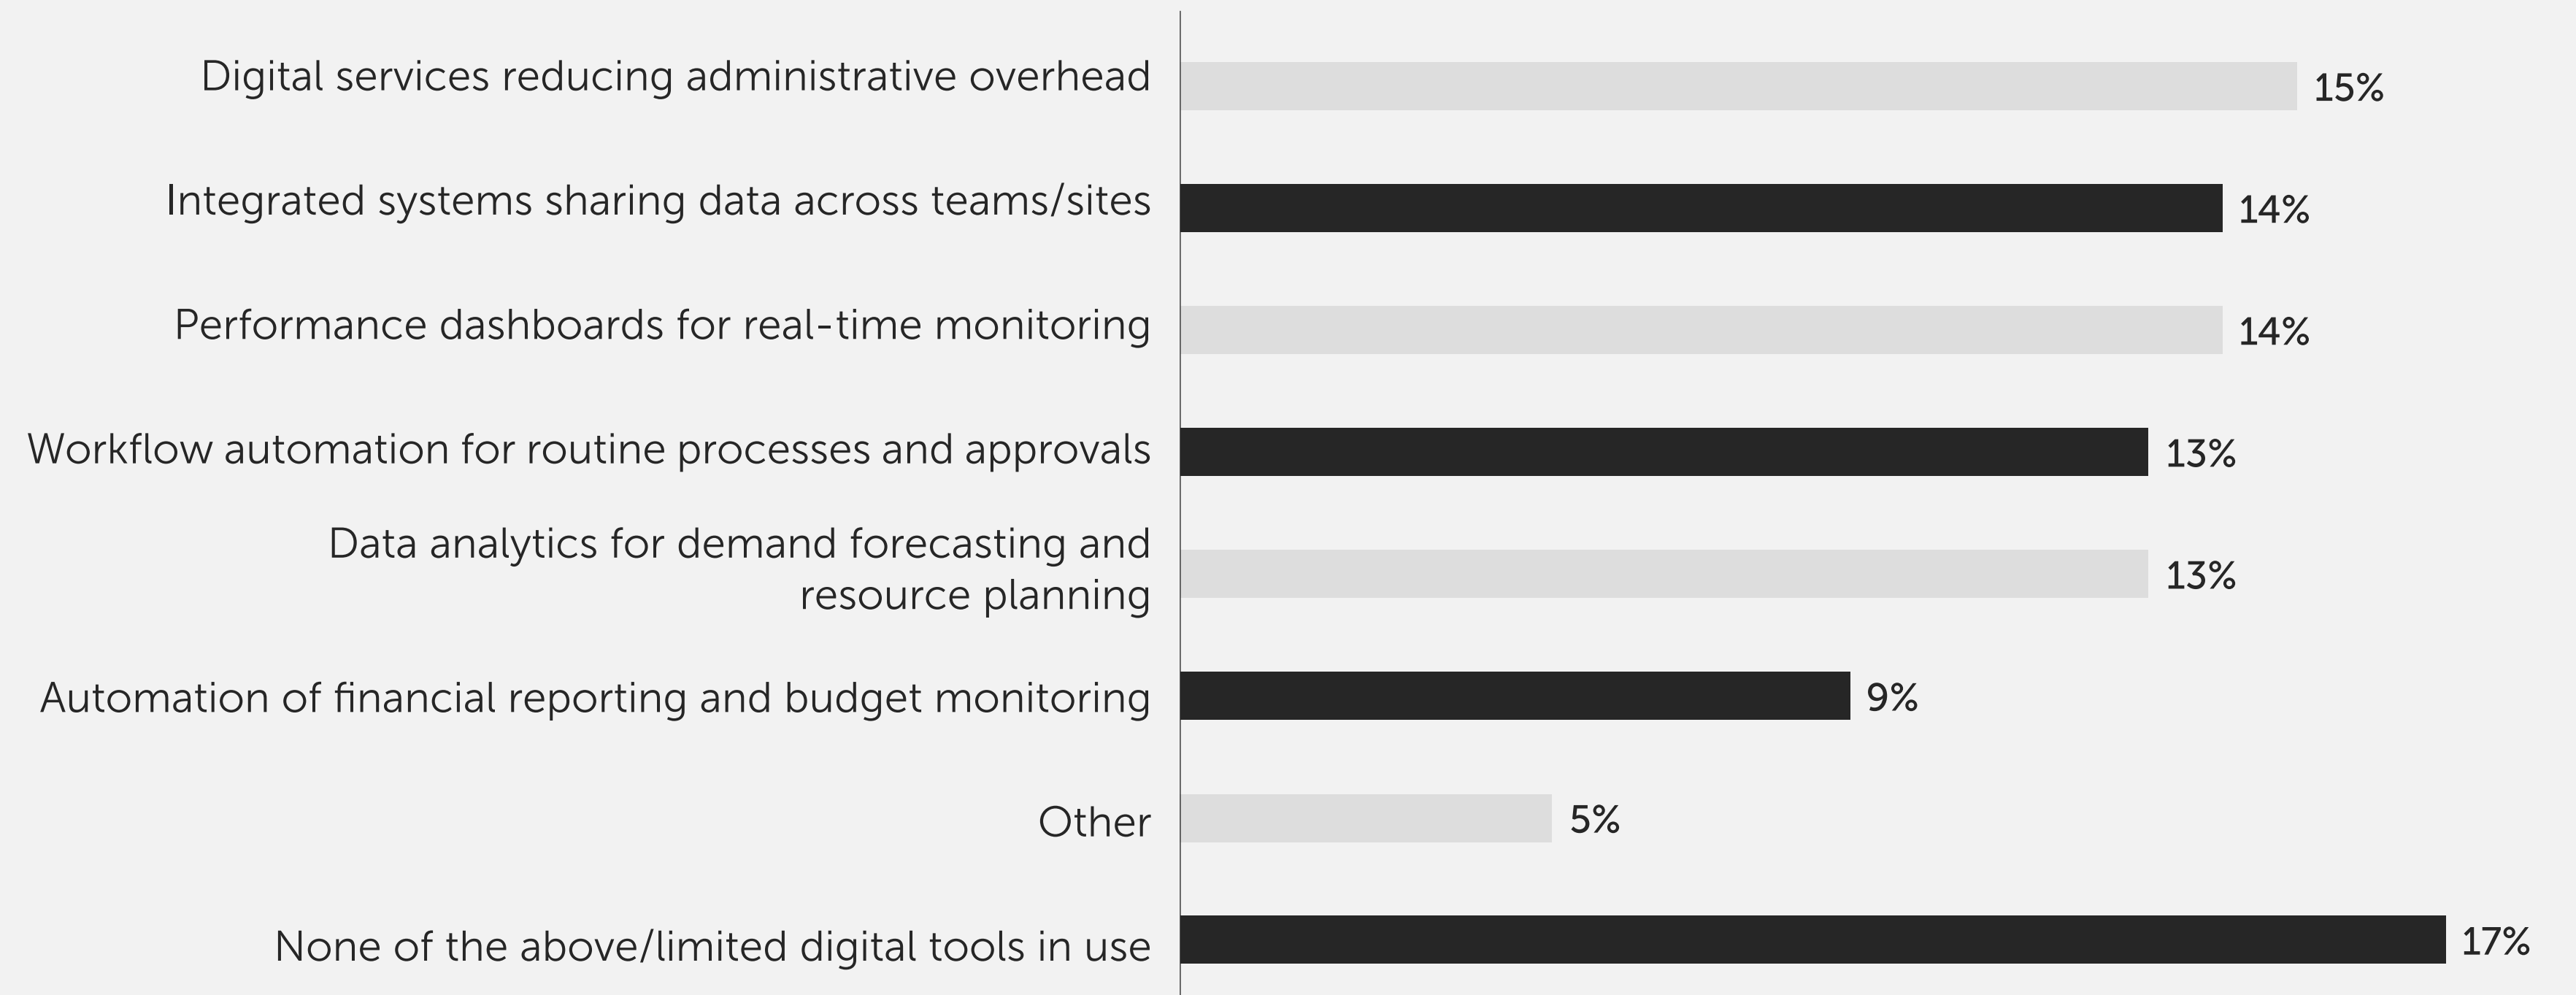 Digital services reducing administrative overhead
15%
Integrated systems sharing data across teams/sites
14%
Performance dashboards for real-time monitoring
14%
Workflow automation for routine processes and approvals
13%
Data analytics for demand forecasting and
resource planning
13%
Automation of financial reporting and budget monitoring
9%
Other
5%
None of the above/limited digital tools in use
17%